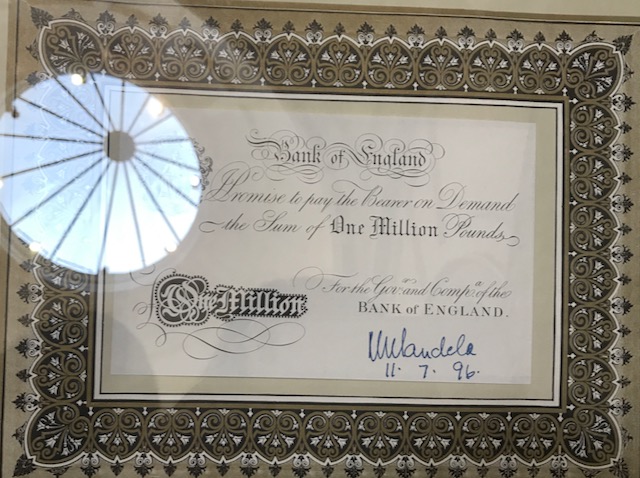 Bank of England
Promise to pay the Bearer on Demand
the Sum of One Million Pounds
One Million
For the Govr. and Compa. of the
BANK of ENGLAND.
Mandela
11. 7. 96.